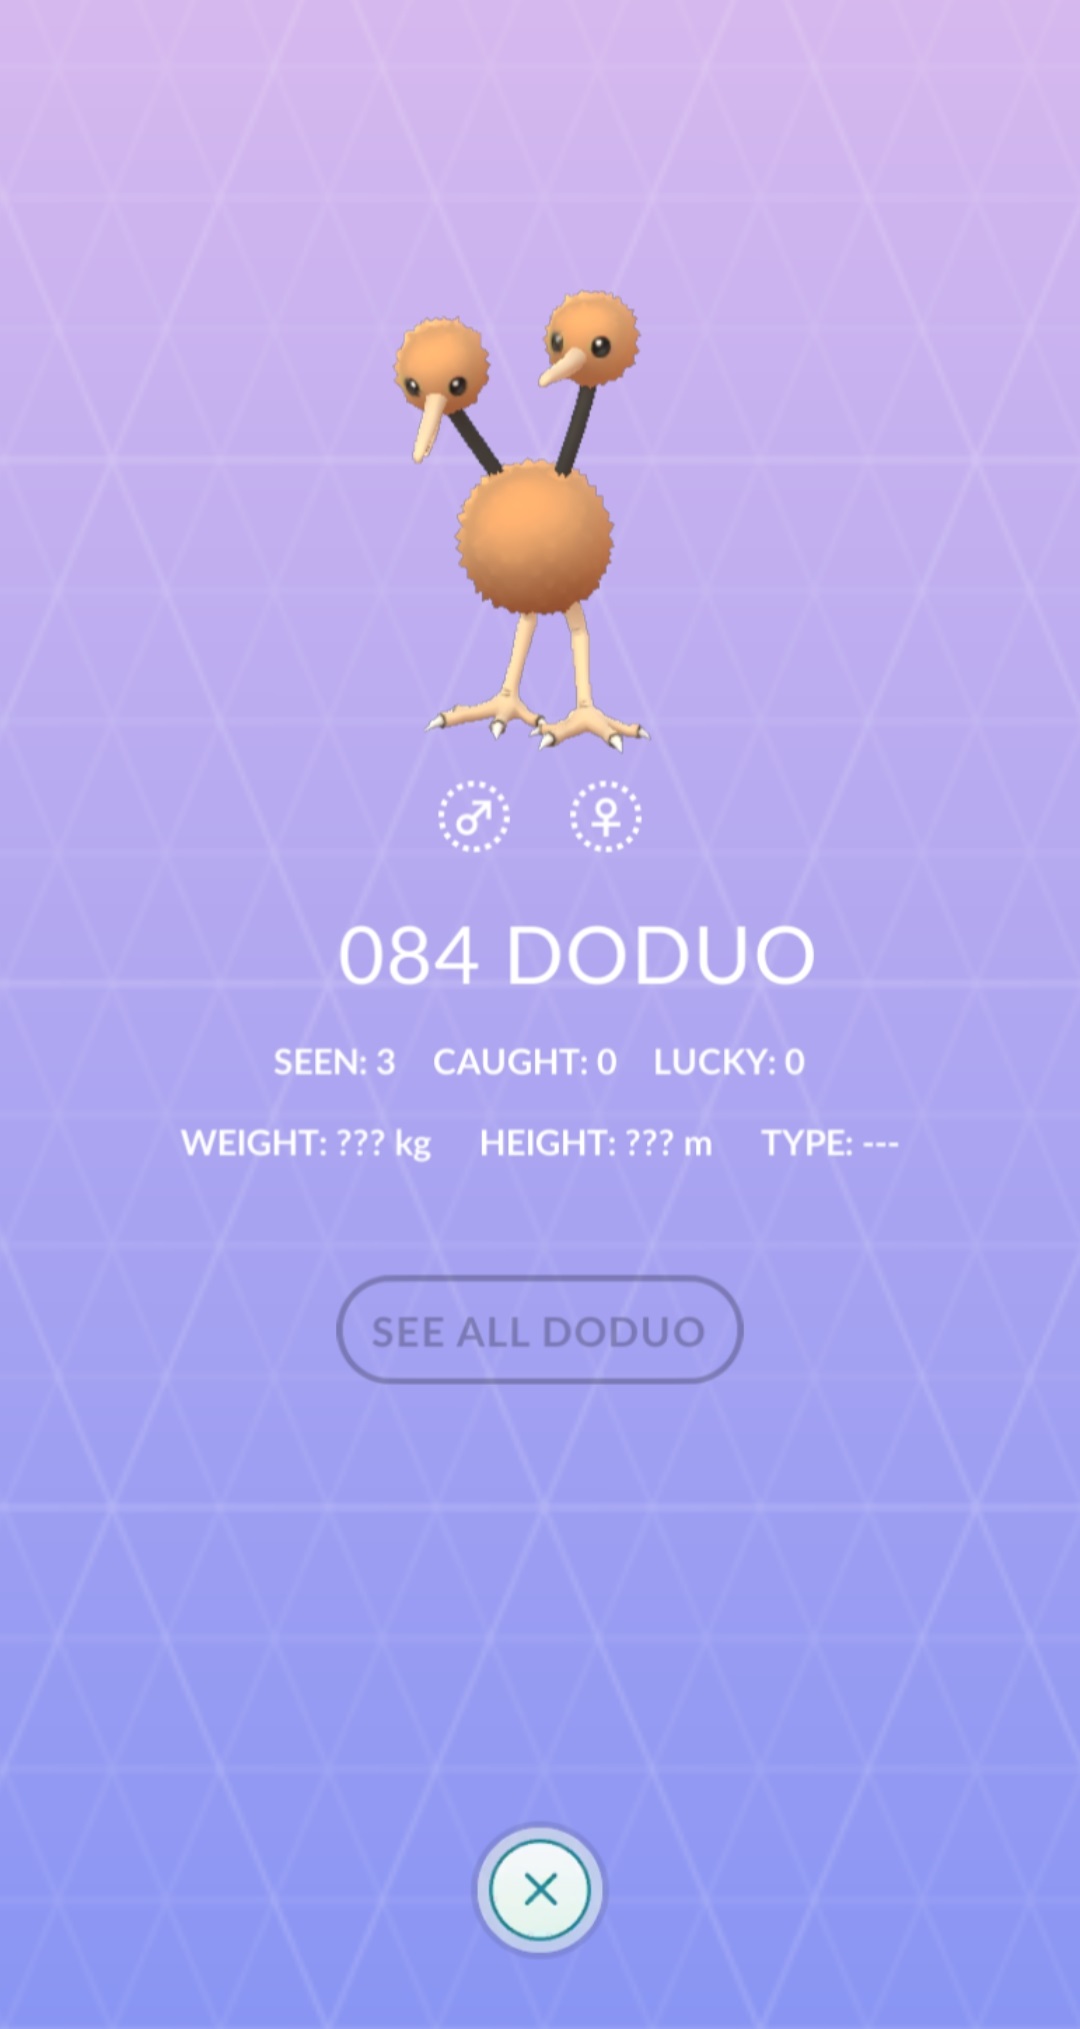 084 DODUO
SEEN: 3 CAUGHT: 0 LUCKY: 0
WEIGHT: ??? kg HEIGHT: ??? m TYPE: ---
SEE ALL DODUO